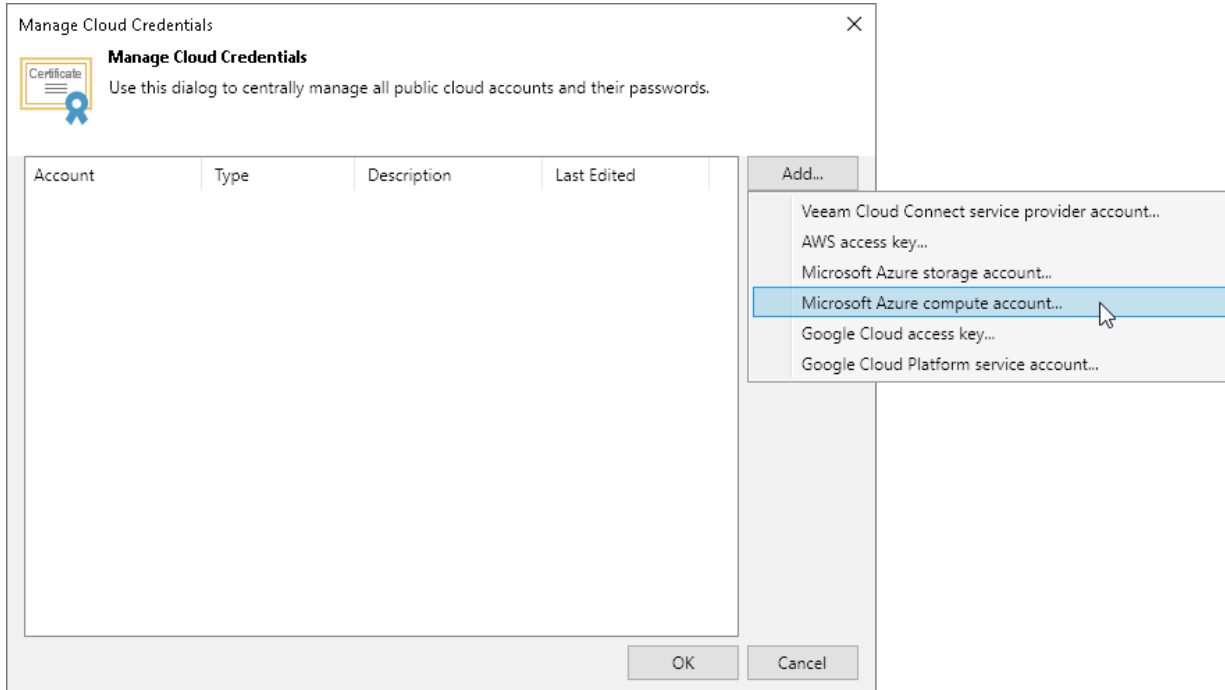 Manage Cloud Credentials
Manage Cloud Credentials
Certificate
Use this dialog to centrally manage all public cloud accounts and their passwords.
Account Type Description Last Edited
Add...
Veeam Cloud Connect service provider account...
AWS access key...
Microsoft Azure storage account...
Microsoft Azure compute account...
Google Cloud access key...
Google Cloud Platform service account...
OK Cancel